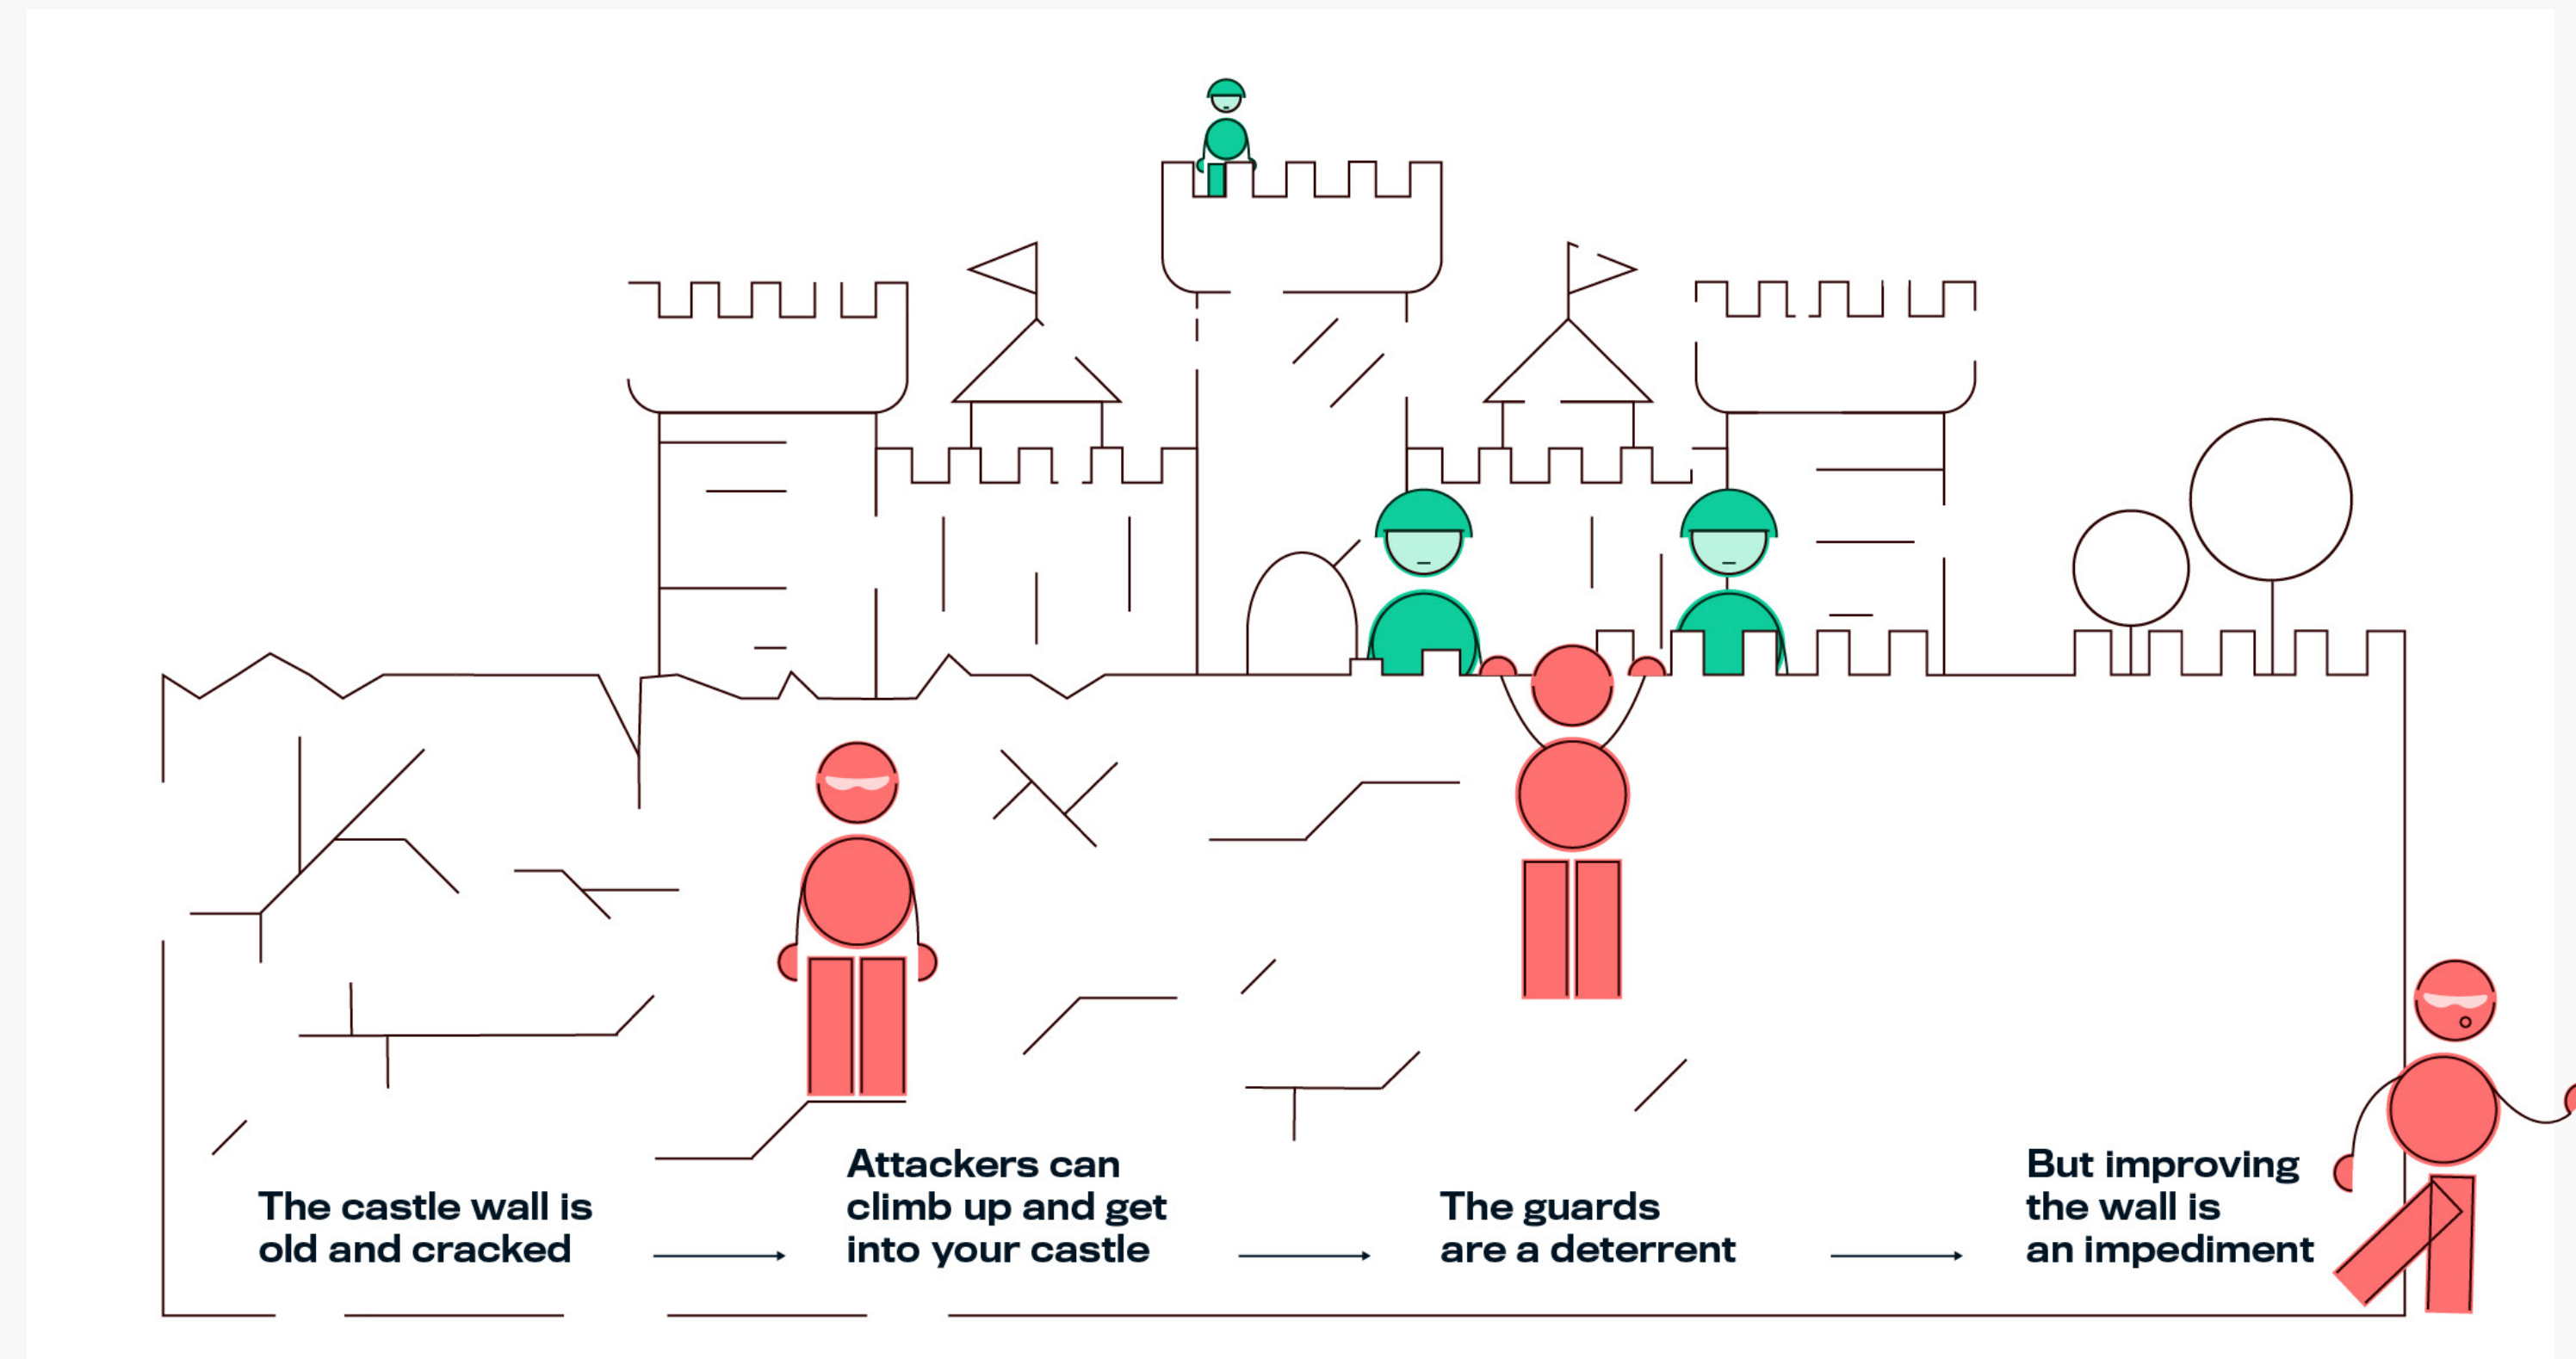 The castle wall is
old and cracked
Attackers can
climb up and get
into your castle
The guards
are a deterrent
But improving
the wall is
an impediment